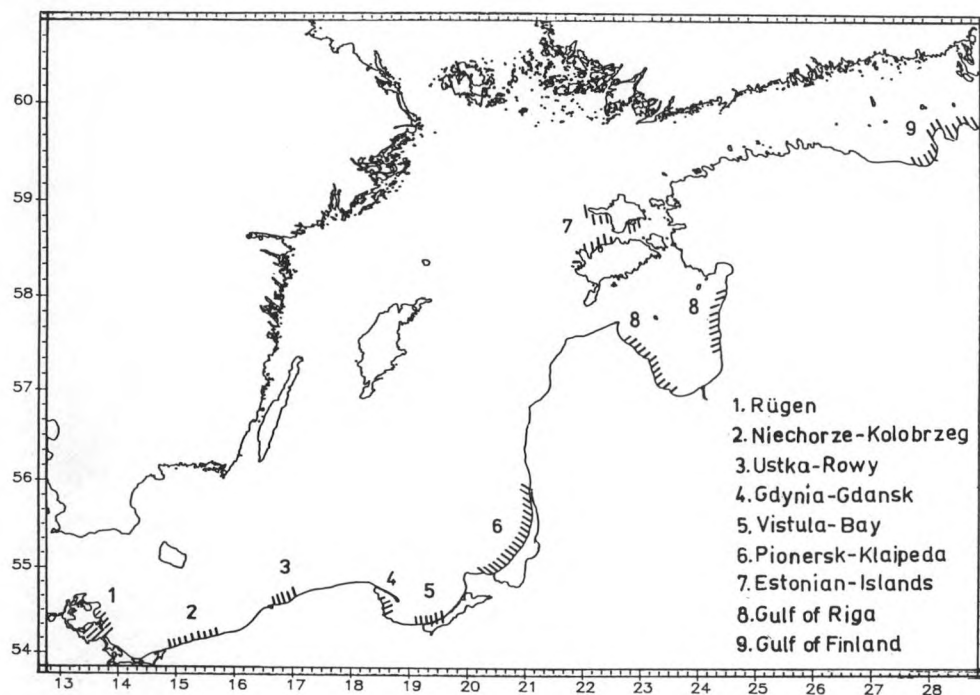 60
59
58
57
56
55
54
13 14 15 16 17 18 19 20 21 22 23 24 25 26 27 28
1
2
3
4
5
6
7
8
8
9
1. Rügen
2. Niechorze-Kolobrzeg
3. Ustka-Rowy
4. Gdynia-Gdansk
5. Vistula-Bay
6. Pionersk-Klaipeda
7. Estonian-Islands
8. Gulf of Riga
9. Gulf of Finland